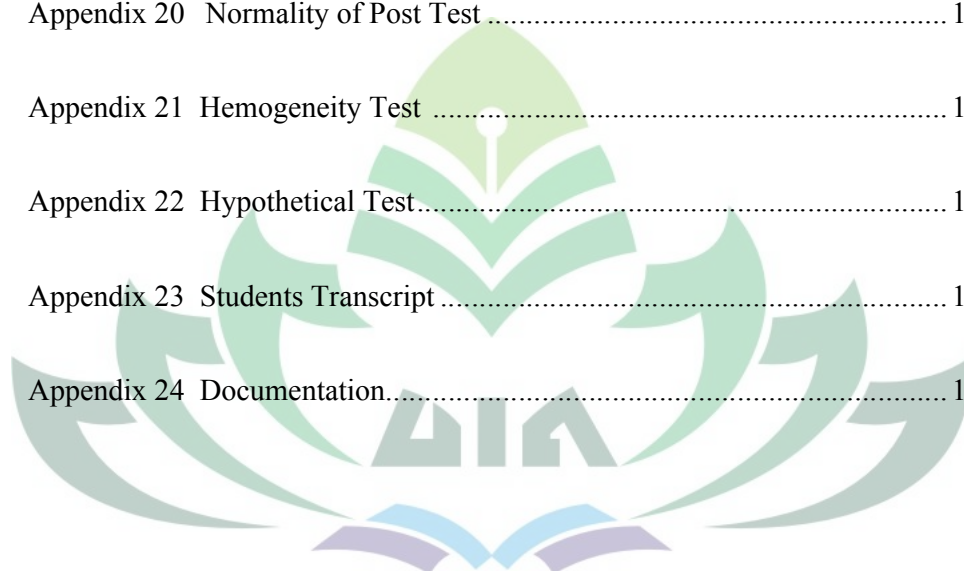 Appendix 20 Normality of Post Test ............................................................ 1
Appendix 21 Hemogeneity Test .................................................................. 1
Appendix 22 Hypothetical Test.................................................................... 1
Appendix 23 Students Transcript ................................................................. 1
Appendix 24 Documentation........................................................................ 1